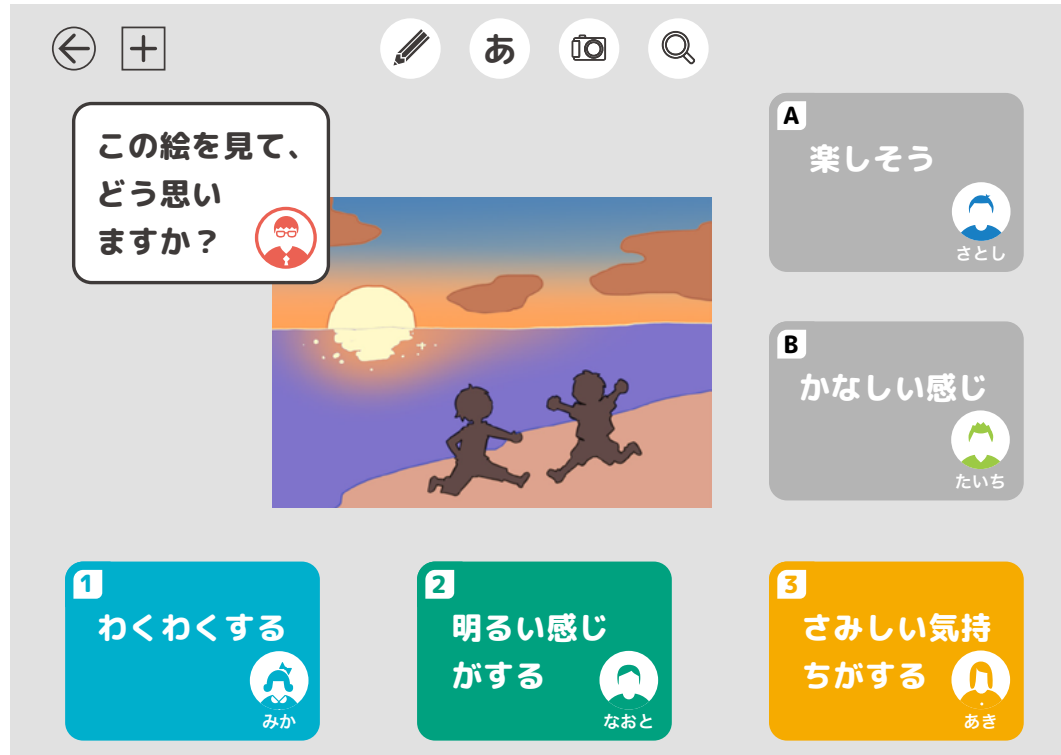 あ
この絵を見て、
どう思い
ますか？
A
楽しそう
さとし
B
かなしい感じ
たいち
1
わくわくする
みか
2
明るい感じ
がする
なおと
3
さみしい気持
ちがする
あき